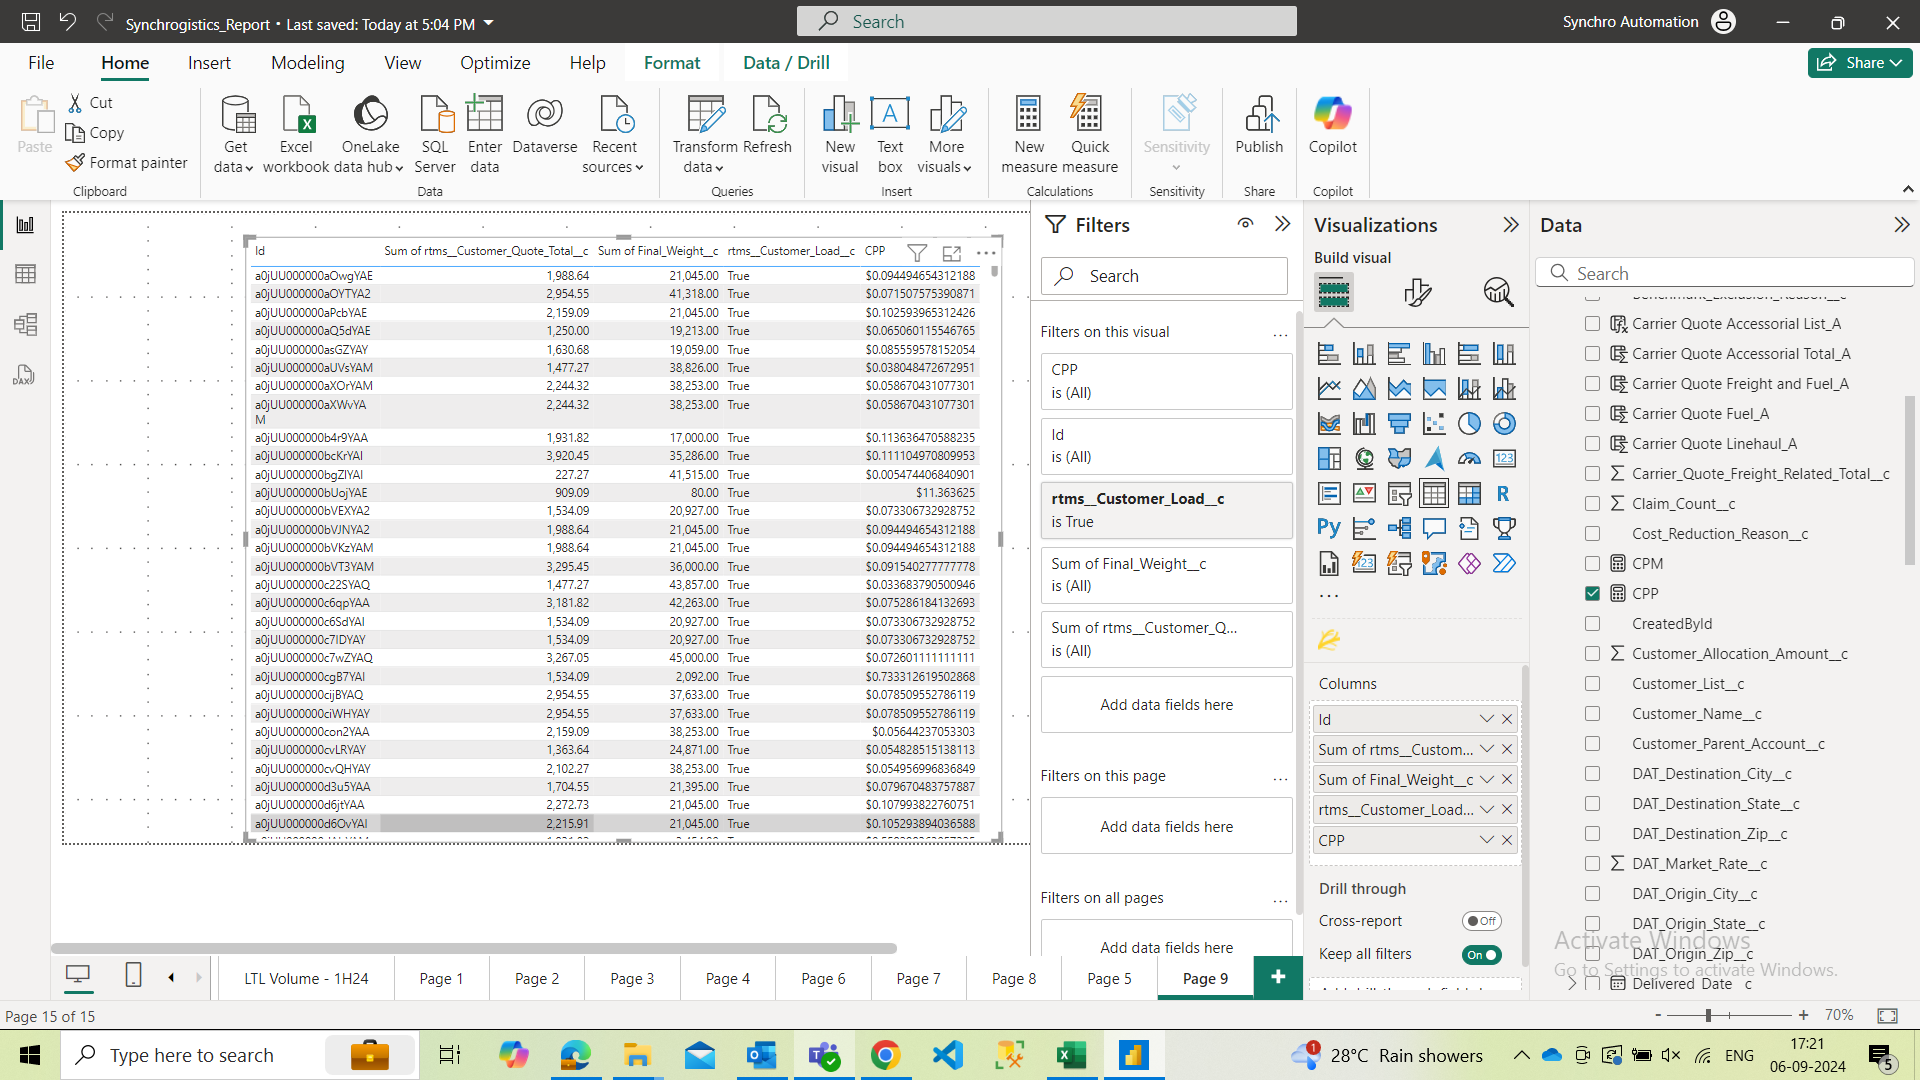 Synchrogistics_Report • Last saved: Today at 5:04 PM
Search
Synchro Automation
File Home Insert Modeling View Optimize Help Format Data / Drill
Share
Paste
Cut
Copy
Format painter
Clipboard
Get data
Excel workbook
OneLake data hub
SQL Server
Enter data
Dataverse
Recent sources
Data
Transform data
Refresh
Queries
New visual
Text box
More visuals
Insert
New measure
Quick measure
Calculations
Sensitivity
Sensitivity
Publish
Share
Copilot
Copilot
Id Sum of rtms__Customer_Quote_Total__c Sum of Final_Weight__c rtms__Customer_Load__c CPP
a0jUU000000aOwgYAE 1,988.64 21,045.00 True $0.094494654312188
a0jUU000000aOYTYA2 2,954.55 41,318.00 True $0.071507575390871
a0jUU000000aPcbYAE 2,159.09 21,045.00 True $0.102593965312426
a0jUU000000aQ5dYAE 1,250.00 19,213.00 True $0.065060115546765
a0jUU000000asGZYAY 1,630.68 19,059.00 True $0.085559578152054
a0jUU000000aUVsYAM 1,477.27 38,826.00 True $0.038048472672951
a0jUU000000aXOrYAM 2,244.32 38,253.00 True $0.058670431077301
a0jUU000000aXWvYA 2,244.32 38,253.00 True $0.058670431077301
M
a0jUU000000b4r9YAA 1,931.82 17,000.00 True $0.113636470588235
a0jUU000000bcKrYAI 3,920.45 35,286.00 True $0.111104970809953
a0jUU000000bgZIYAI 227.27 41,515.00 True $0.005474406840901
a0jUU000000bUojYAE 909.09 80.00 True $11.363625
a0jUU000000bVEXYA2 1,534.09 20,927.00 True $0.073306732928752
a0jUU000000bVJNYA2 1,988.64 21,045.00 True $0.094494654312188
a0jUU000000bVKzYAM 1,988.64 21,045.00 True $0.094494654312188
a0jUU000000bVT3YAM 3,295.45 36,000.00 True $0.091540277777778
a0jUU000000c22SYAQ 1,477.27 43,857.00 True $0.033683790500946
a0jUU000000c6qpYAA 3,181.82 42,263.00 True $0.075286184132693
a0jUU000000c6SdYAI 1,534.09 20,927.00 True $0.073306732928752
a0jUU000000c7IDYAY 1,534.09 20,927.00 True $0.073306732928752
a0jUU000000c7wZYAQ 3,267.05 45,000.00 True $0.072601111111111
a0jUU000000cgB7YAI 1,534.09 2,092.00 True $0.733312619502868
a0jUU000000cijBYAQ 2,954.55 37,633.00 True $0.078509552786119
a0jUU000000ciWHYAY 2,954.55 37,633.00 True $0.078509552786119
a0jUU000000con2YAA 2,159.09 38,253.00 True $0.05644237053303
a0jUU000000cvLRYAY 1,363.64 24,871.00 True $0.054828515138113
a0jUU000000cvQHYAY 2,102.27 38,253.00 True $0.054956996836849
a0jUU000000d3u5YAA 1,704.55 21,395.00 True $0.079670483757887
a0jUU000000d6jtYAA 2,272.73 21,045.00 True $0.107993822760751
a0jUU000000d6OvYAI 2,215.91 21,045.00 True $0.105293894036588
Filters
Search
Filters on this visual
CPP
is (All)
Id
is (All)
rtms__Customer_Load__c
is True
Sum of Final_Weight__c
is (All)
Sum of rtms__Customer_Q...
is (All)
Add data fields here
Filters on this page
Add data fields here
Filters on all pages
Add data fields here
Visualizations
Build visual
Columns
Id
Sum of rtms__Custom...
Sum of Final_Weight__c
rtms__Customer_Load...
CPP
Drill through
Cross-report Off
Keep all filters On
Data
Search
Carrier Quote Accessorial List_A
Carrier Quote Accessorial Total_A
Carrier Quote Freight and Fuel_A
Carrier Quote Fuel_A
Carrier Quote Linehaul_A
Carrier_Quote_Freight_Related_Total__c
Claim_Count__c
Cost_Reduction_Reason__c
CPM
CPP
CreatedById
Customer_Allocation_Amount__c
Customer_List__c
Customer_Name__c
Customer_Parent_Account__c
DAT_Destination_City__c
DAT_Destination_State__c
DAT_Destination_Zip__c
DAT_Market_Rate__c
DAT_Origin_City__c
DAT_Origin_State__c
DAT_Origin_Zip__c
Delivered_Date__c
Activate Windows
Go to Settings to activate Windows.
LTL Volume - 1H24 Page 1 Page 2 Page 3 Page 4 Page 6 Page 7 Page 8 Page 5 Page 9 +
Page 15 of 15
- + 70%
Type here to search
28°C Rain showers
ENG
17:21
06-09-2024
5